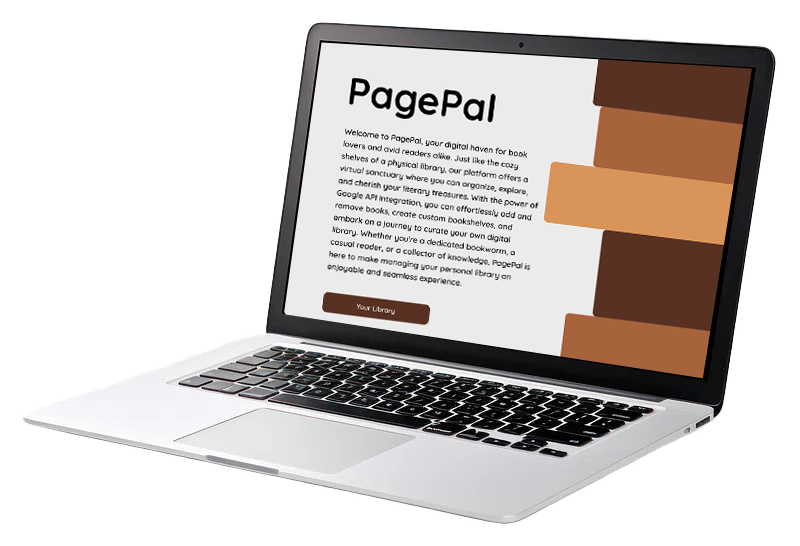 PagePal
Welcome to PagePal, your digital haven for book
lovers and avid readers alike. Just like the cozy
shelves of a physical library, our platform offers a
virtual sanctuary where you can organize, explore,
and cherish your literary treasures. With the power of
Google API Integration, you can effortlessly add and
remove books, create custom bookshelves, and
embark on a journey to curate your own digital
library. Whether you're a dedicated bookworm, a
casual reader, or a collector of knowledge, PagePal is
here to make managing your personal library an
enjoyable and seamless experience.
Your Library